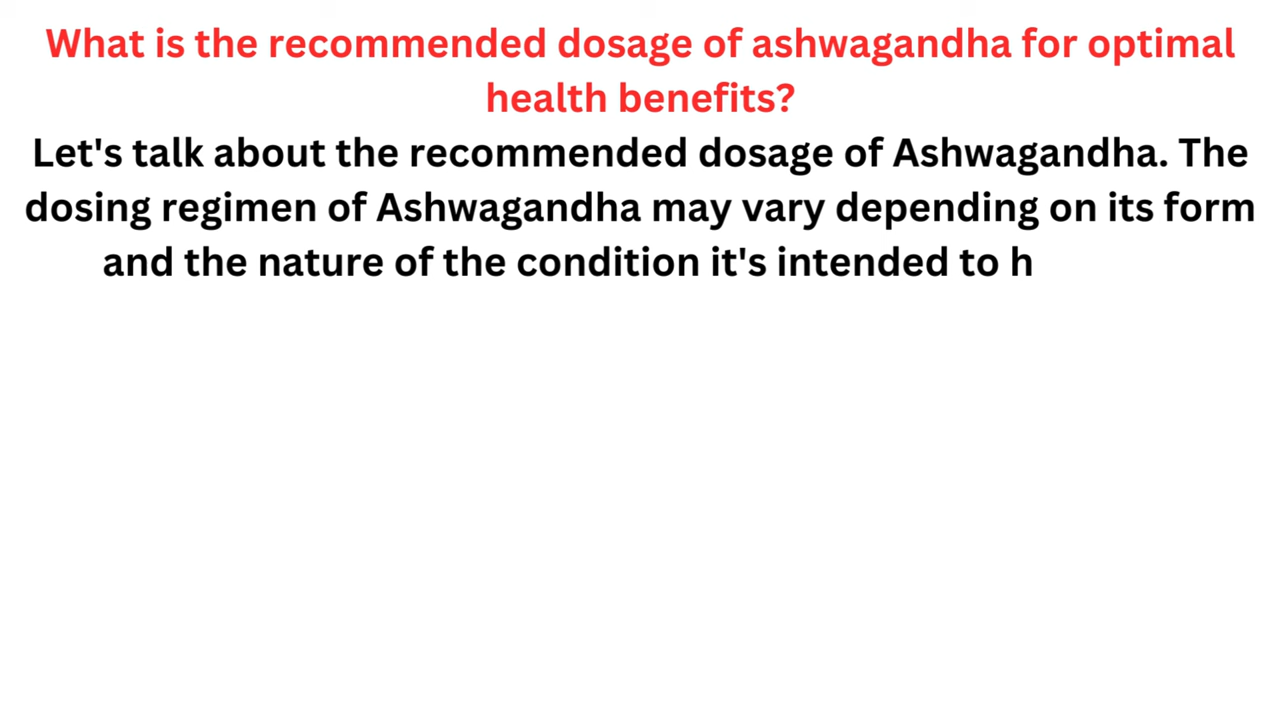 What is the recommended dosage of ashwagandha for optimal
health benefits?
Let's talk about the recommended dosage of Ashwagandha. The
dosing regimen of Ashwagandha may vary depending on its form
and the nature of the condition it's intended to h